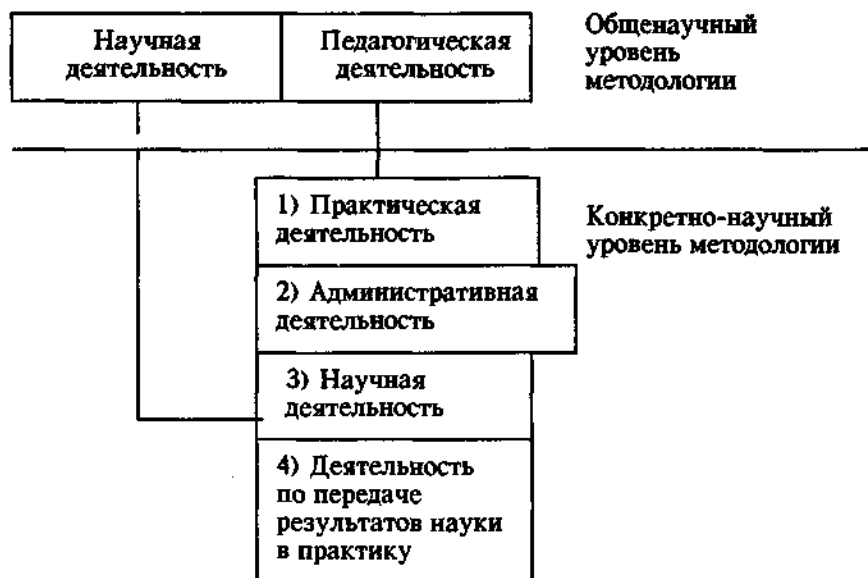 Научная
деятельность
Педагогическая
деятельность
Общенаучный
уровень
методологии
1) Практическая
деятельность
Конкретно-научный
уровень методологии
2) Административная
деятельность
3) Научная
деятельность
4) Деятельность
по передаче
результатов науки
в практику